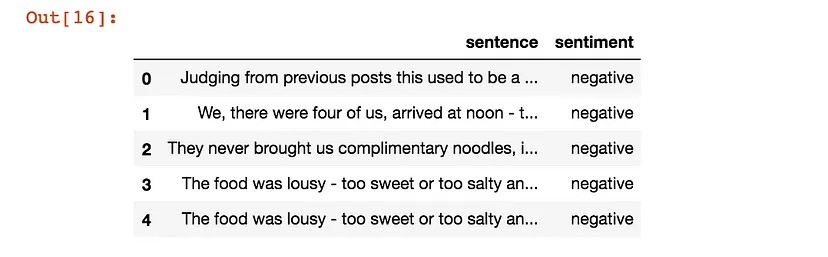 Out[16]:
sentence sentiment
0 Judging from previous posts this used to be a ... negative
1 We, there were four of us, arrived at noon - t... negative
2 They never brought us complimentary noodles, i... negative
3 The food was lousy - too sweet or too salty an... negative
4 The food was lousy - too sweet or too salty an... negative